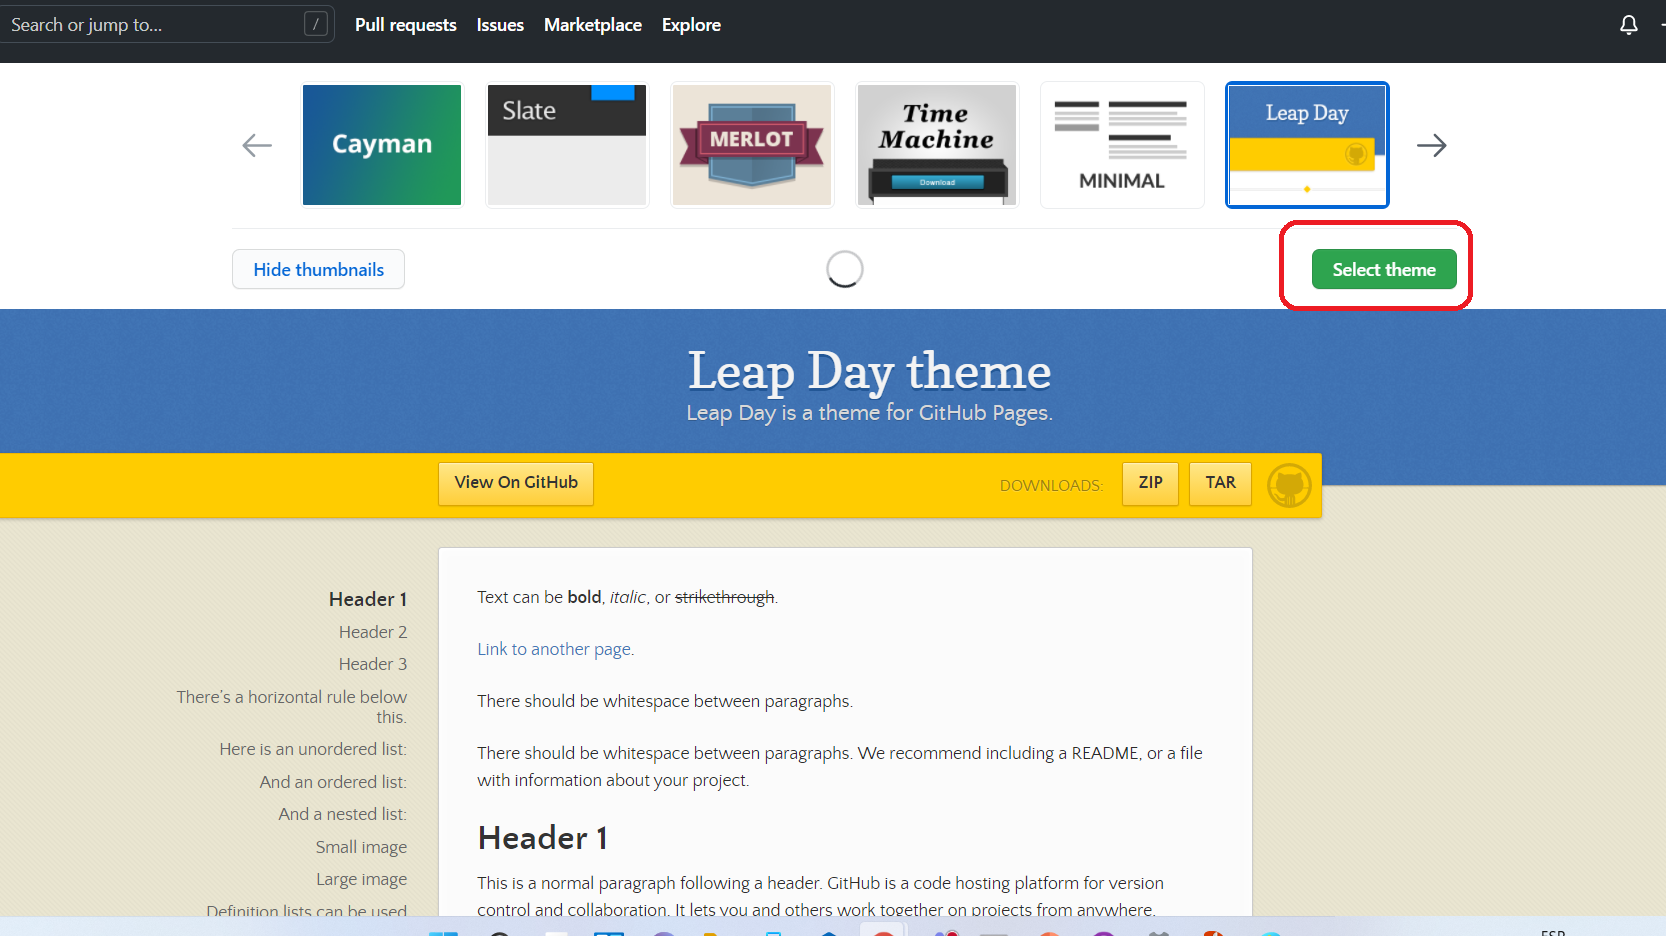 Search or jump to...
/
Pull requests
Issues
Marketplace
Explore
Cayman
Slate
MERLOT
Time
Machine
Download
MINIMAL
Leap Day
Hide thumbnails
Select theme
Leap Day theme
Leap Day is a theme for GitHub Pages.
View On GitHub
DOWNLOADS:
ZIP
TAR
Header 1
Header 2
Header 3
There's a horizontal rule below
this.
Here is an unordered list:
And an ordered list:
And a nested list:
Small image
Large image
Definition lists can be used
Text can be bold, italic, or strikethrough.
Link to another page.
There should be whitespace between paragraphs.
There should be whitespace between paragraphs. We recommend including a README, or a file
with information about your project.
Header 1
This is a normal paragraph following a header. GitHub is a code hosting platform for version
control and collaboration. It lets you and others work together on projects from anywhere.
ESP